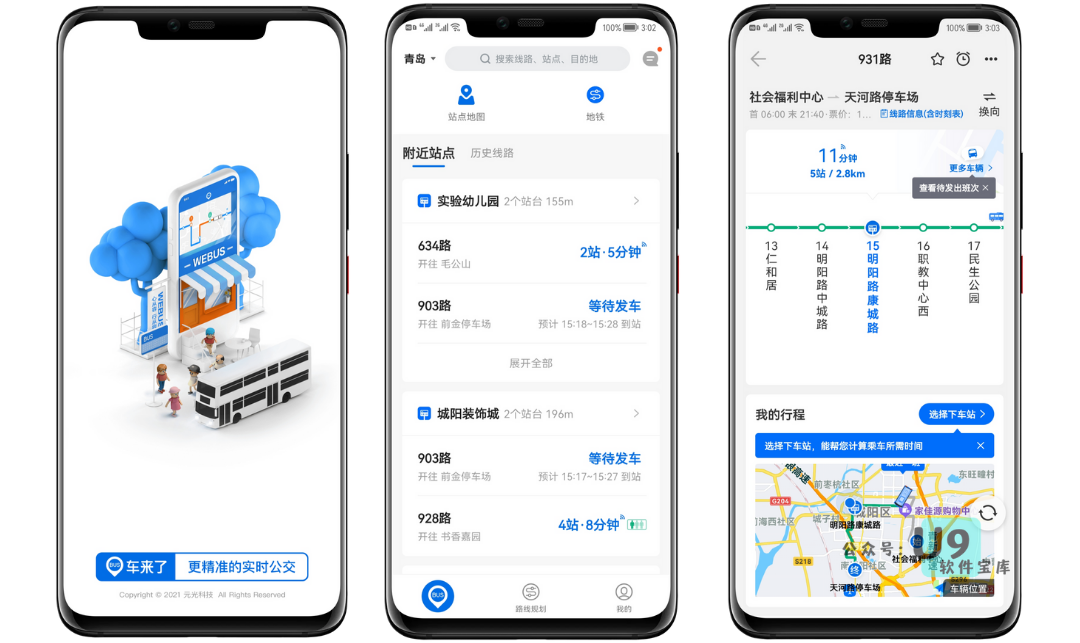 WEBUS
WEBUS
BUS
BUS
车来了
更精准的实时公交
Copyright © 2021 元光科技 All Rights Reserved
100% 3:02
青岛
搜索线路、站点、目的地
站点地图
地铁
附近站点
历史线路
实验幼儿园 2个站台 155m
634路
2站·5分钟
开往 毛公山
903路
等待发车
开往 前金停车场
预计 15:18~15:28 到站
展开全部
城阳装饰城 2个站台 196m
903路
等待发车
开往 前金停车场
预计 15:17~15:27 到站
928路
4站·8分钟
开往 书香嘉园
BUS
路线规划
我的
100% 3:03
931路
社会福利中心 — 天河路停车场
换向
首 06:00 末 21:40·票价：1...
线路信息(含时刻表)
11分钟
5站 / 2.8km
更多车辆
查看待发出班次 ×
13 仁和居
14 明阳路中城路
15 明阳路康城路
16 职教中心西
17 民生公园
我的行程
选择下车站
选择下车站，能帮您计算乘车所需时间 ×
前枣杭社区
东旺疃村
G204
城阳区
家佳源购物中
海西社区
明阳路康城路
社会福利
S218
终
天河路停车场
车辆位置
公众号：U9
软件宝库